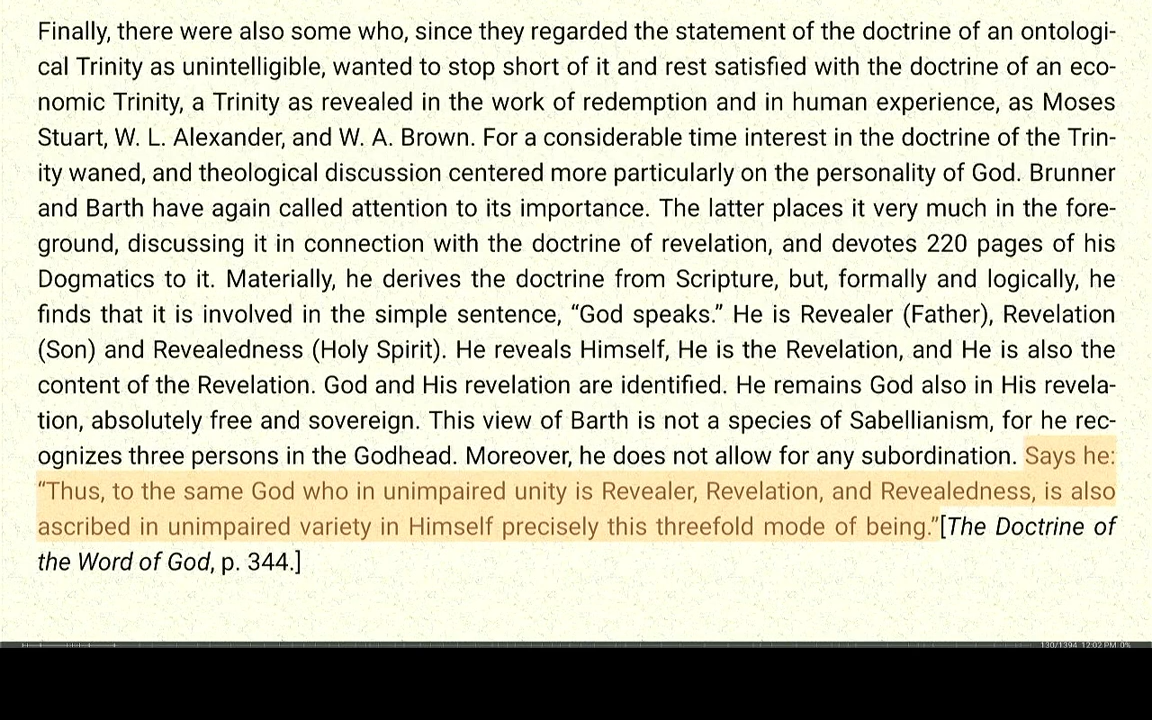 Finally, there were also some who, since they regarded the statement of the doctrine of an ontologi-
cal Trinity as unintelligible, wanted to stop short of it and rest satisfied with the doctrine of an eco-
nomic Trinity, a Trinity as revealed in the work of redemption and in human experience, as Moses
Stuart, W. L. Alexander, and W. A. Brown. For a considerable time interest in the doctrine of the Trin-
ity waned, and theological discussion centered more particularly on the personality of God. Brunner
and Barth have again called attention to its importance. The latter places it very much in the fore-
ground, discussing it in connection with the doctrine of revelation, and devotes 220 pages of his
Dogmatics to it. Materially, he derives the doctrine from Scripture, but, formally and logically, he
finds that it is involved in the simple sentence, “God speaks.” He is Revealer (Father), Revelation
(Son) and Revealedness (Holy Spirit). He reveals Himself, He is the Revelation, and He is also the
content of the Revelation. God and His revelation are identified. He remains God also in His revela-
tion, absolutely free and sovereign. This view of Barth is not a species of Sabellianism, for he rec-
ognizes three persons in the Godhead. Moreover, he does not allow for any subordination. Says he:
“Thus, to the same God who in unimpaired unity is Revealer, Revelation, and Revealedness, is also
ascribed in unimpaired variety in Himself precisely this threefold mode of being.”[The Doctrine of
the Word of God, p. 344.]
130/1394 12:02 PM 0%